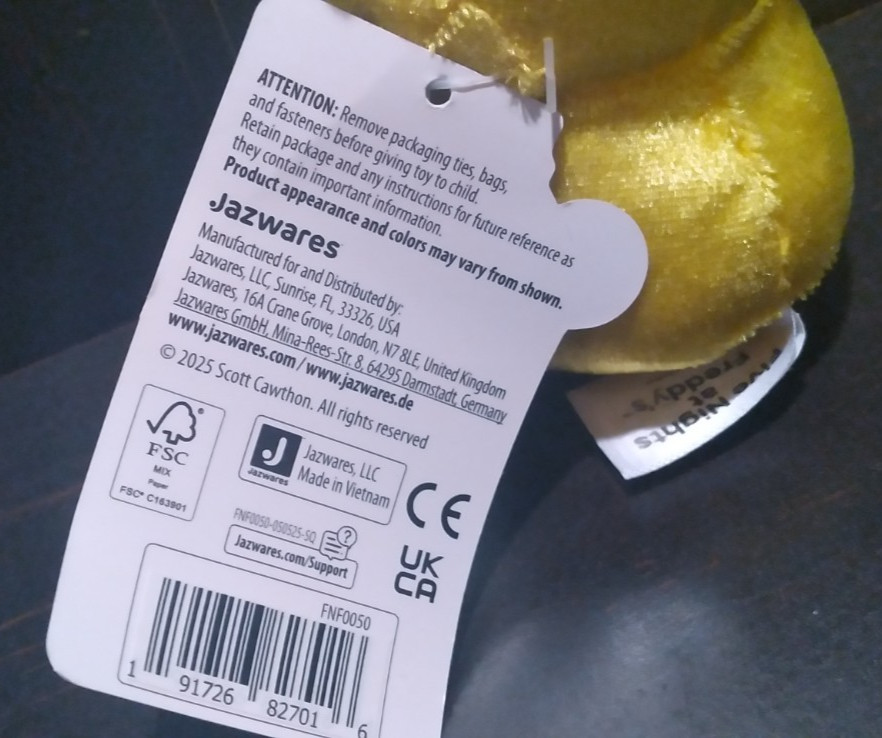 ATTENTION: Remove packaging ties, bags,
and fasteners before giving toy to child.
Retain package and any instructions for future reference as
they contain important information.
Product appearance and colors may vary from shown.
Jazwares
Manufactured for and Distributed by:
Jazwares, LLC, Sunrise, FL, 33326, USA
Jazwares, 16A Crane Grove, London, N7 8LE, United Kingdom
Jazwares GmbH, Mina-Rees-Str. 8, 64295 Darmstadt, Germany
www.jazwares.com / www.jazwares.de
© 2025 Scott Cawthon. All rights reserved
FSC
MIX
Paper
FSC® C163901
J
Jazwares
Jazwares, LLC
Made in Vietnam
CE
FNF0050-050525-SQ
?
Jazwares.com/Support
UK
CA
FNF0050
1 91726 82701 6
Five Nights
at
Freddy's™